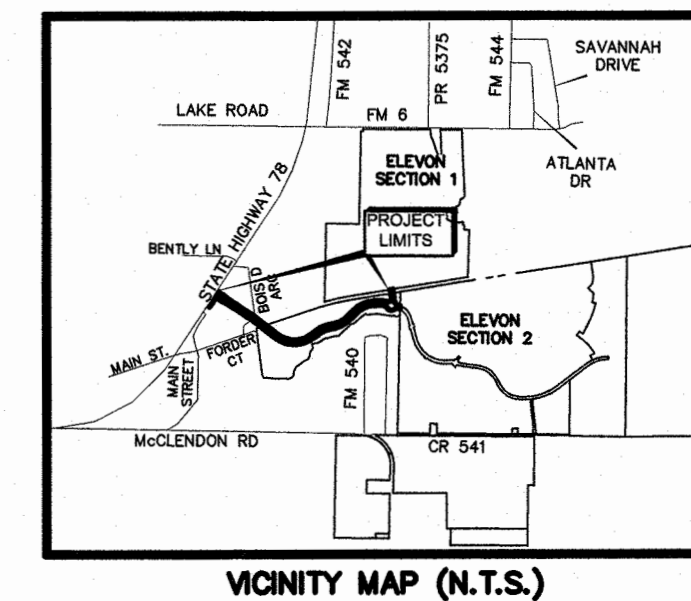 FM 542
PR 5375
FM 544
SAVANNAH
DRIVE
LAKE ROAD
FM 6
ELEVON
SECTION 1
ATLANTA
DR
STATE HIGHWAY 78
PROJECT
LIMITS
BENTLY LN
BOIS D
ARC
ELEVON
SECTION 2
MAIN ST.
FORDER
CT
MAIN
STREET
FM 540
McCLENDON RD
CR 541
VICINITY MAP (N.T.S.)